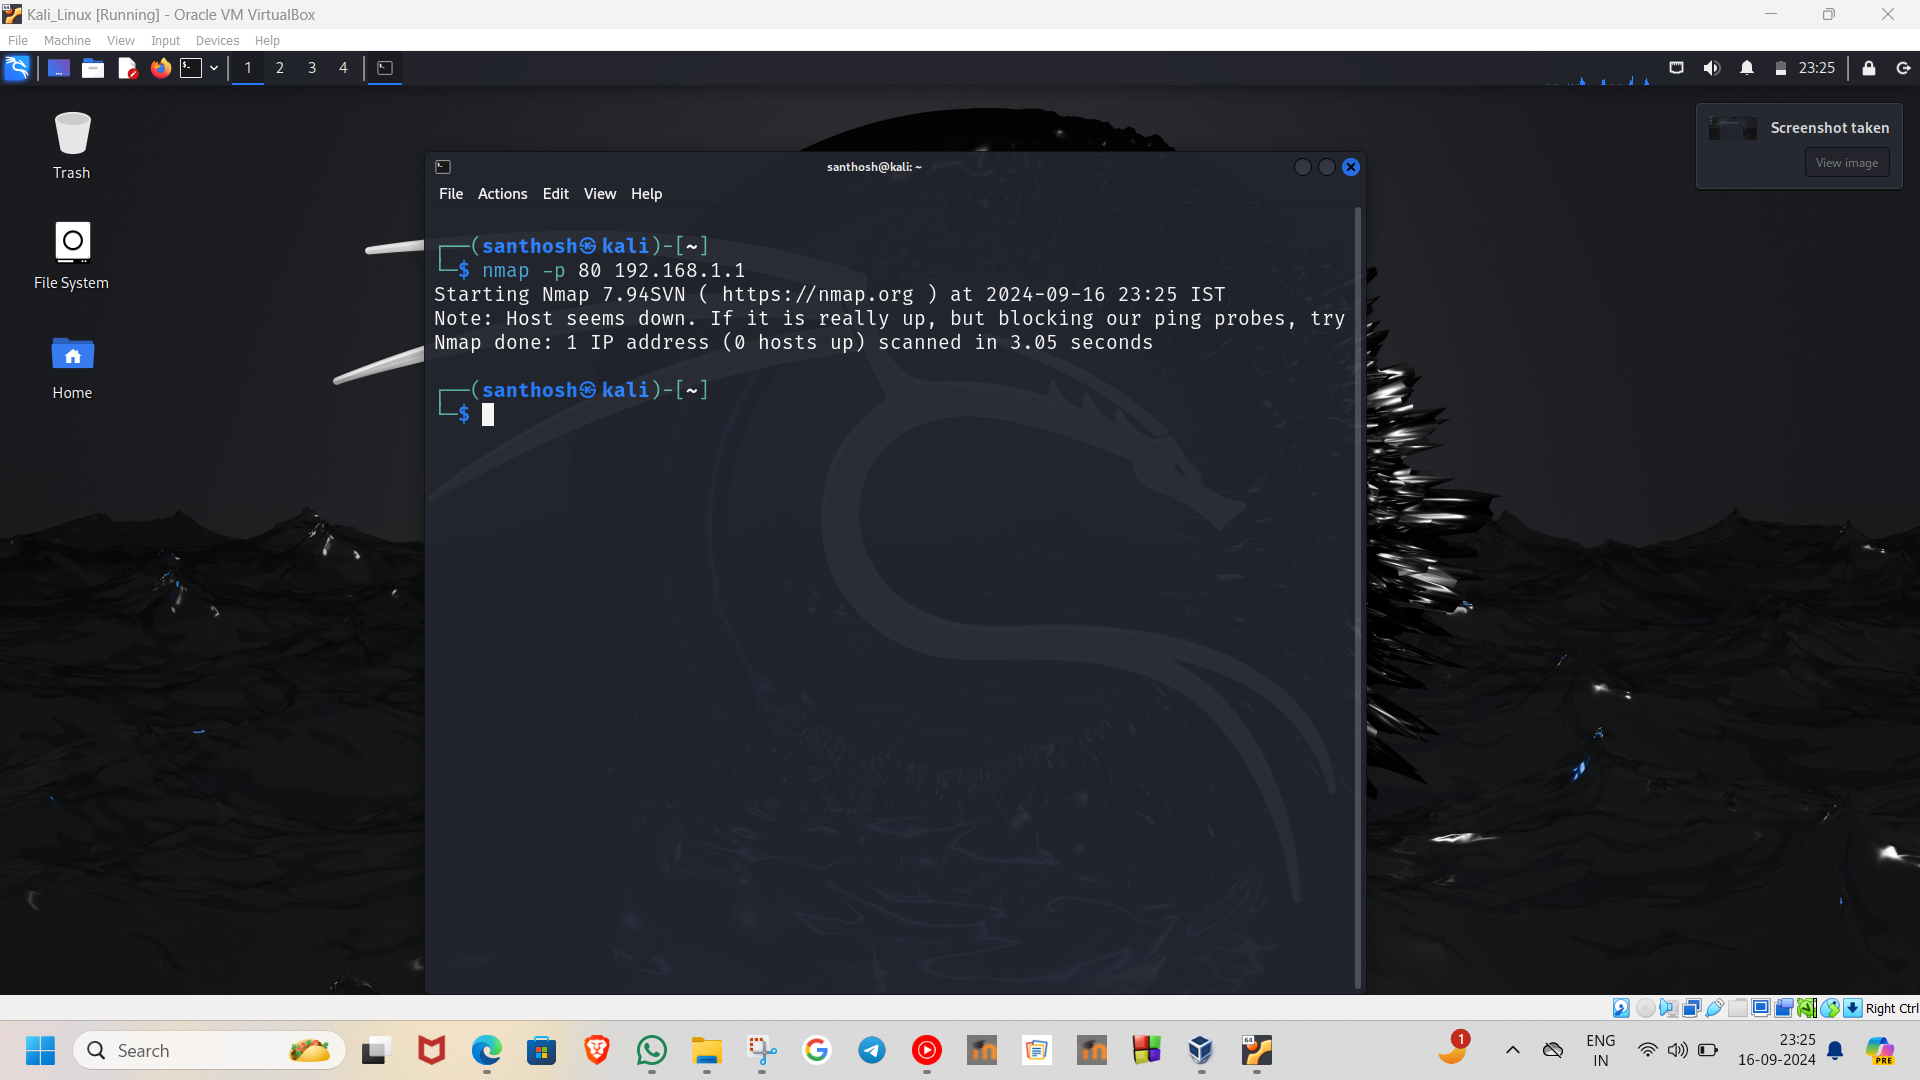 Kali_Linux [Running] - Oracle VM VirtualBox
File Machine View Input Devices Help
1 2 3 4
23:25
Screenshot taken
View image
Trash
File System
Home
santhosh@kali: ~
File Actions Edit View Help
┌──(santhosh㉿kali)-[~]
└─$ nmap -p 80 192.168.1.1
Starting Nmap 7.94SVN ( https://nmap.org ) at 2024-09-16 23:25 IST
Note: Host seems down. If it is really up, but blocking our ping probes, try
Nmap done: 1 IP address (0 hosts up) scanned in 3.05 seconds
┌──(santhosh㉿kali)-[~]
└─$
Right Ctrl
Search
1
ENG
IN
23:25
16-09-2024
PRE
64